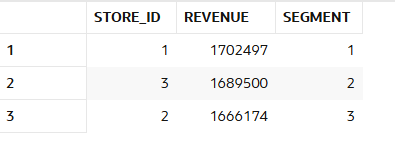 STORE_ID REVENUE SEGMENT
1 1 1702497 1
2 3 1689500 2
3 2 1666174 3